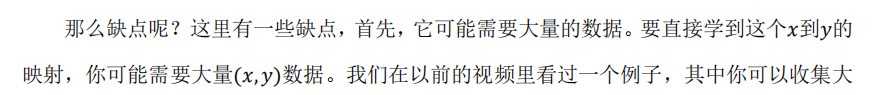 那么缺点呢？这里有一些缺点，首先，它可能需要大量的数据。要直接学到这个x到y的
映射，你可能需要大量(x,y)数据。我们在以前的视频里看过一个例子，其中你可以收集大